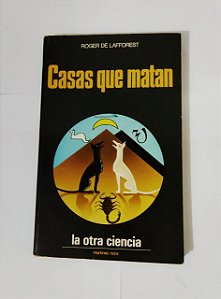 ROGER DE LAFFOREST
Casas que matan
la otra ciencia
martínez roca